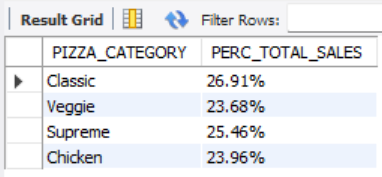 Result Grid Filter Rows:
PIZZA_CATEGORY PERC_TOTAL_SALES
Classic 26.91%
Veggie 23.68%
Supreme 25.46%
Chicken 23.96%